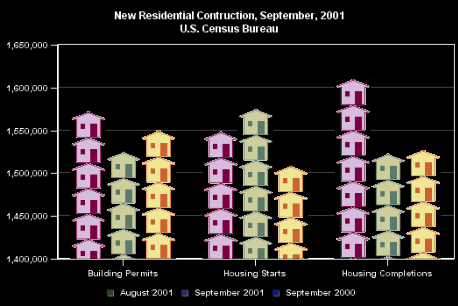 New Residential Contruction, September, 2001
U.S. Census Bureau
1,650,000
1,600,000
1,550,000
1,500,000
1,450,000
1,400,000
Building Permits Housing Starts Housing Completions
August 2001 September 2001 September 2000